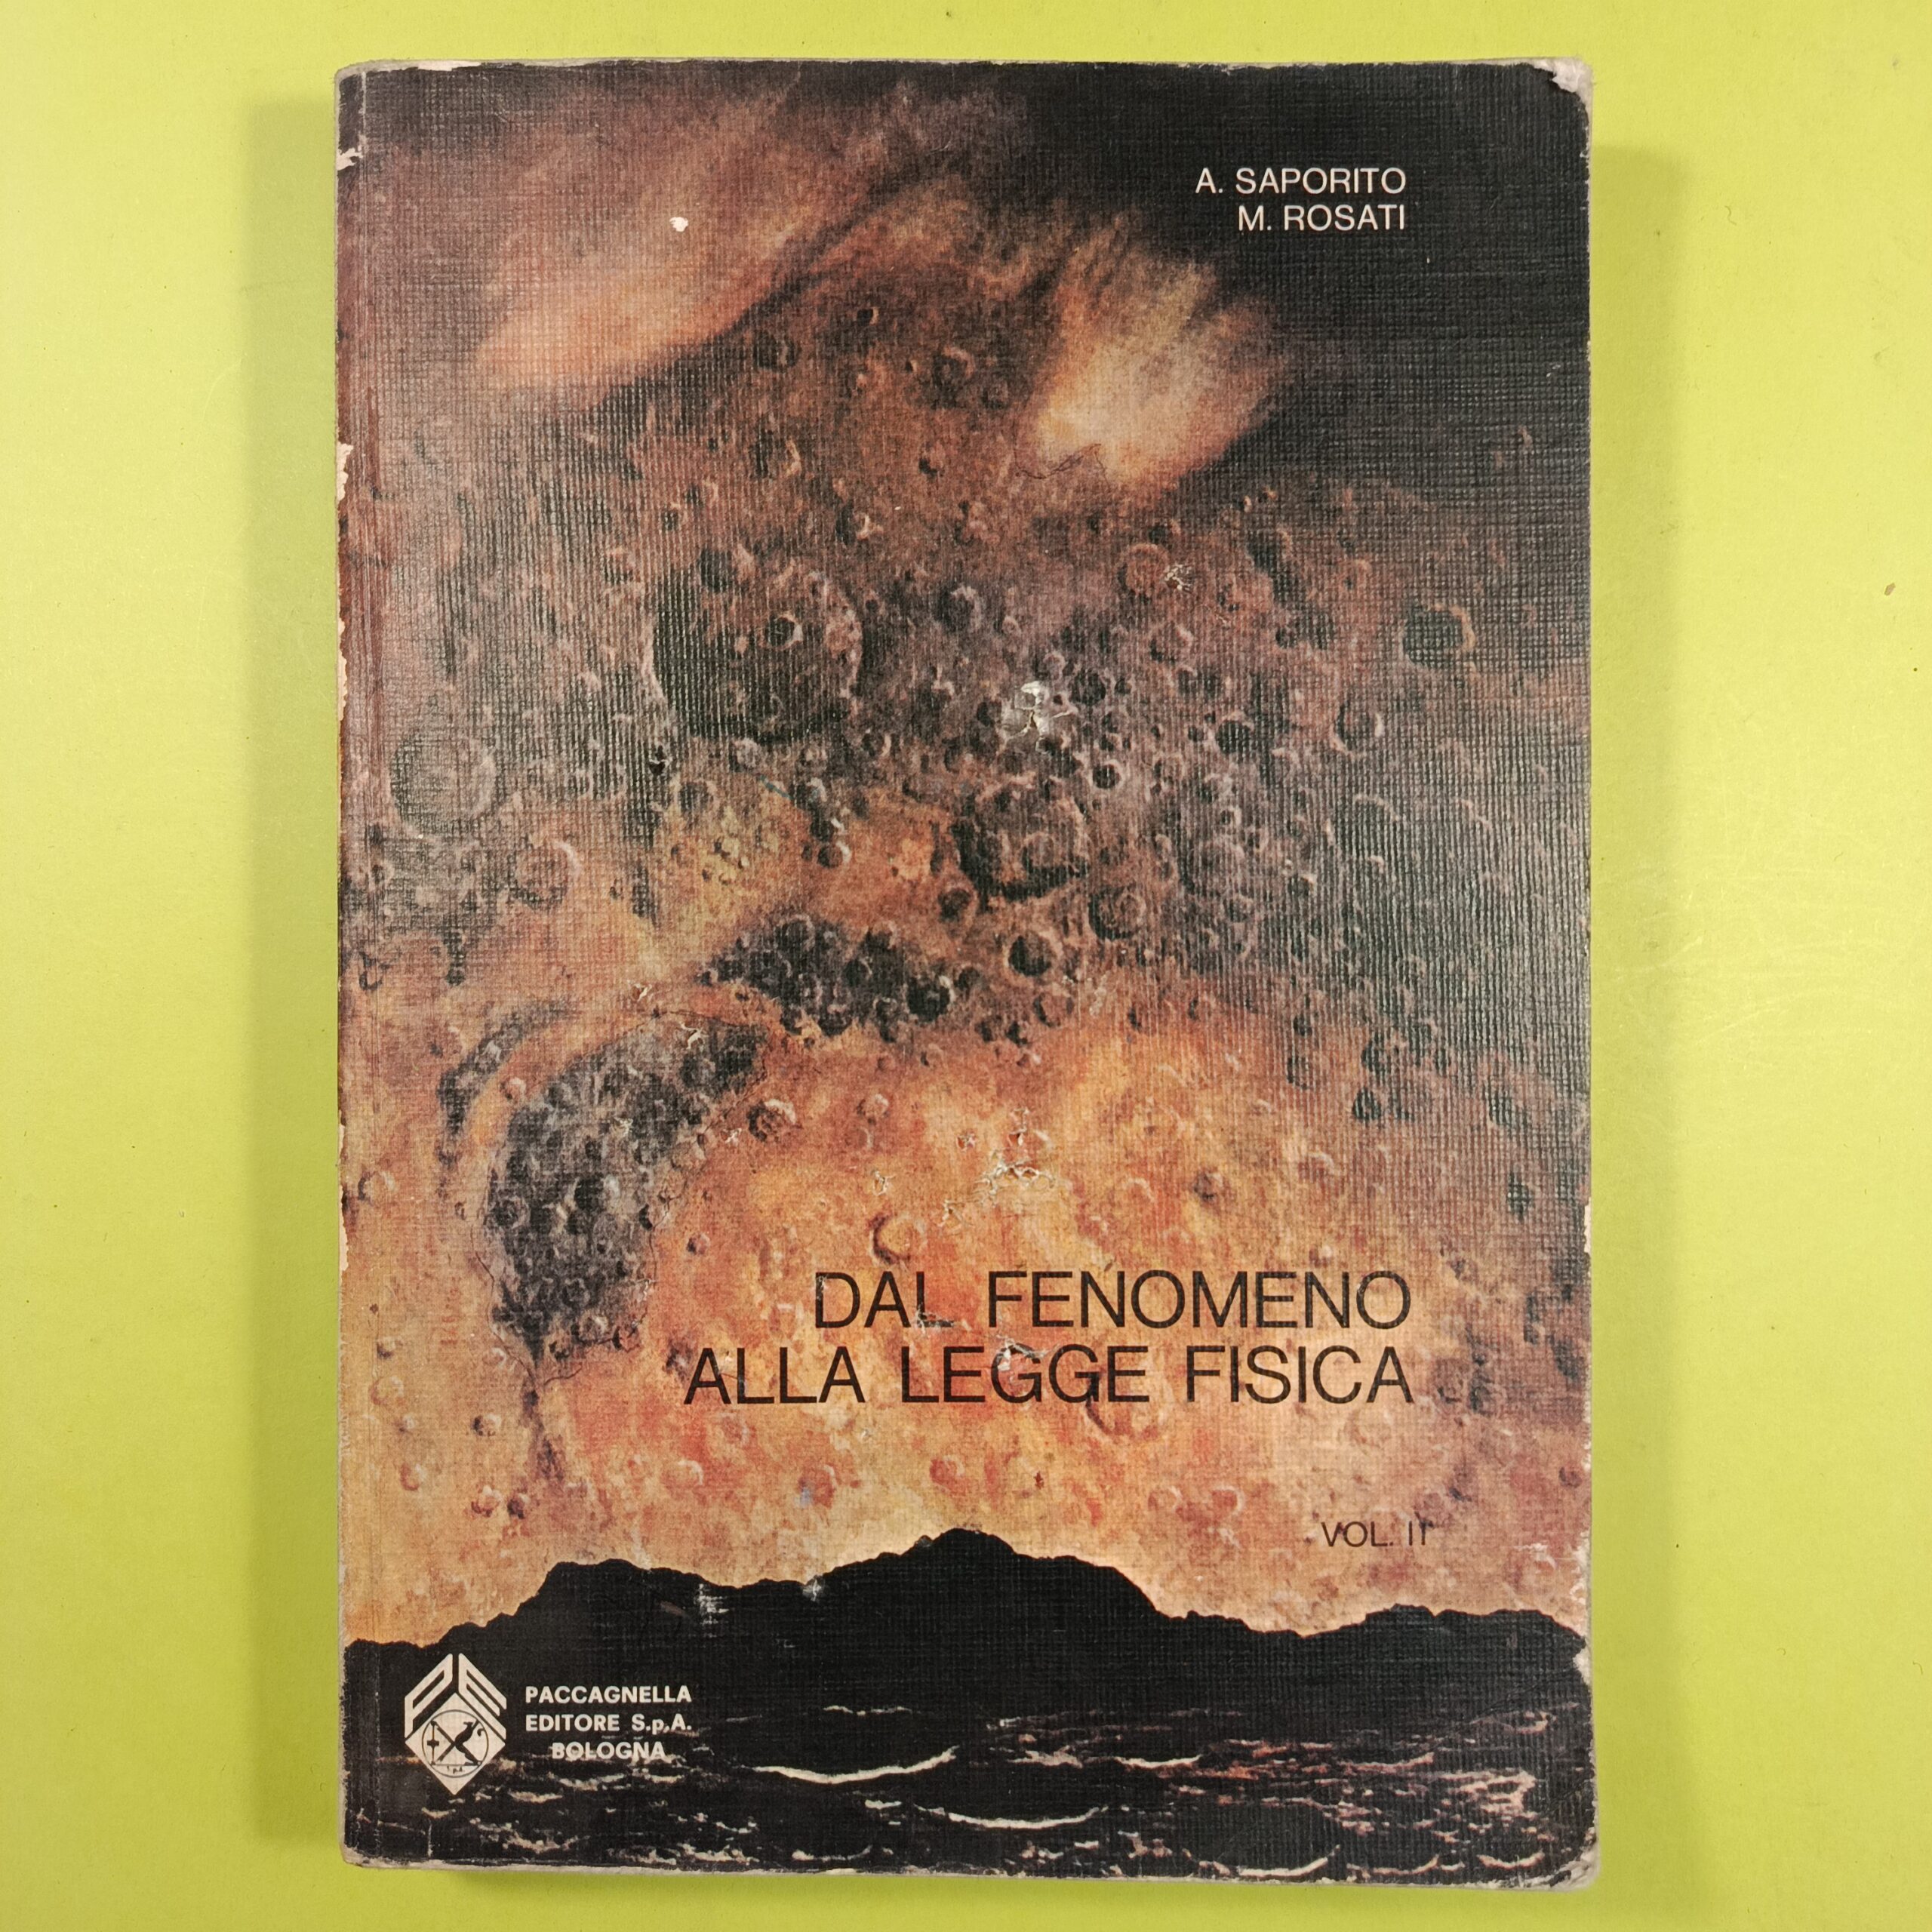 A. SAPORITO
M. ROSATI
DAL FENOMENO
ALLA LEGGE FISICA
VOL. II
PACCAGNELLA
EDITORE S.p.A.
BOLOGNA